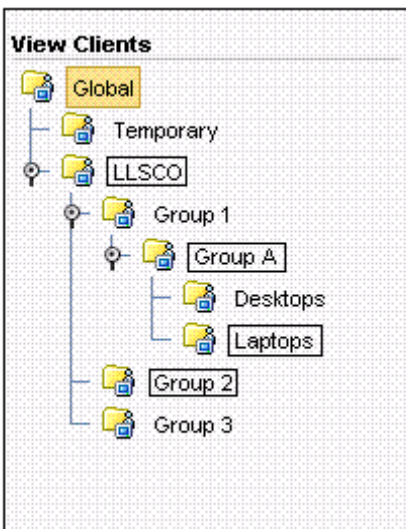 View Clients
Global
Temporary
LLSCO
Group 1
Group A
Desktops
Laptops
Group 2
Group 3